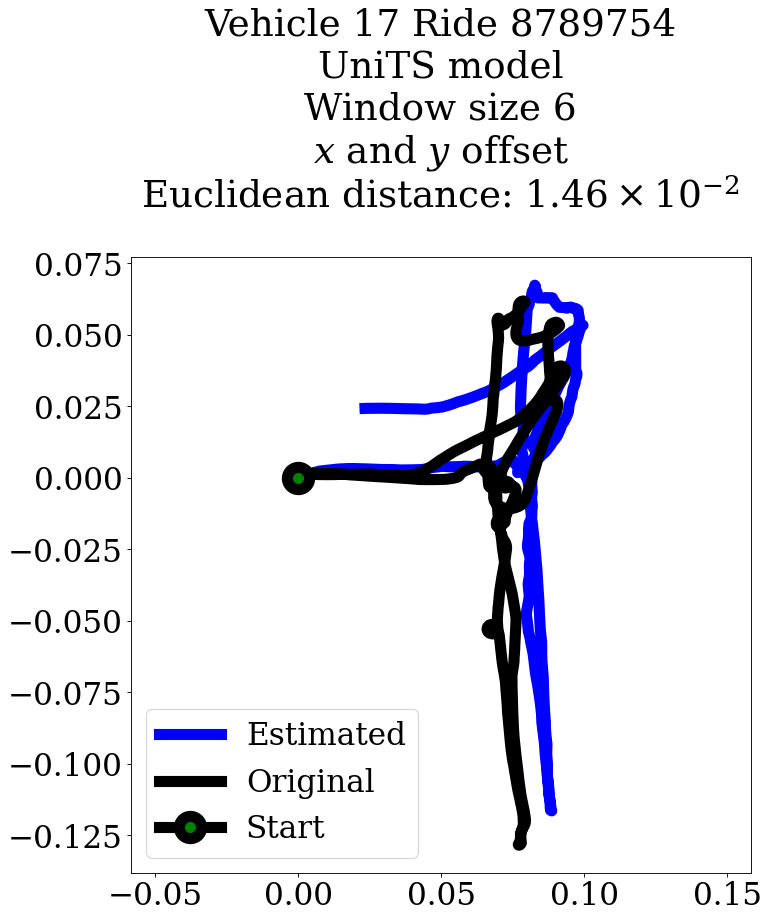 Vehicle 17 Ride 8789754
UniTS model
Window size 6
x and y offset
Euclidean distance: 1.46 × 10⁻²
0.075
0.050
0.025
0.000
−0.025
−0.050
−0.075
−0.100
−0.125
Estimated
Original
Start
−0.05 0.00 0.05 0.10 0.15